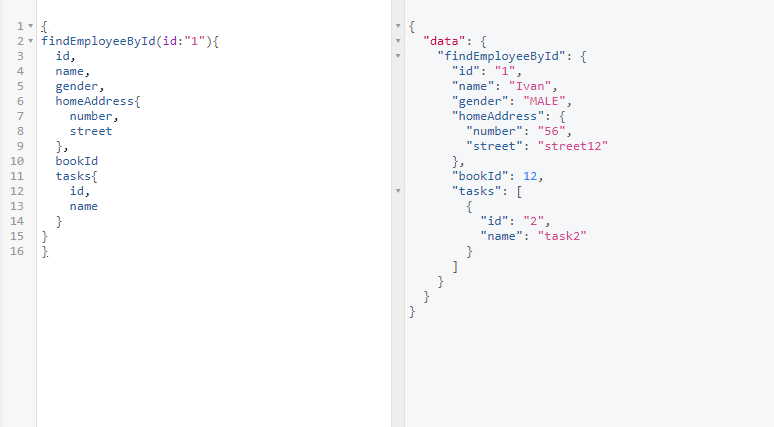 1 {
2 findEmployeeById(id:"1"){
3 id,
4 name,
5 gender,
6 homeAddress{
7 number,
8 street
9 },
10 bookId
11 tasks{
12 id,
13 name
14 }
15 }
16 }
{
"data": {
"findEmployeeById": {
"id": "1",
"name": "Ivan",
"gender": "MALE",
"homeAddress": {
"number": "56",
"street": "street12"
},
"bookId": 12,
"tasks": [
{
"id": "2",
"name": "task2"
}
]
}
}
}